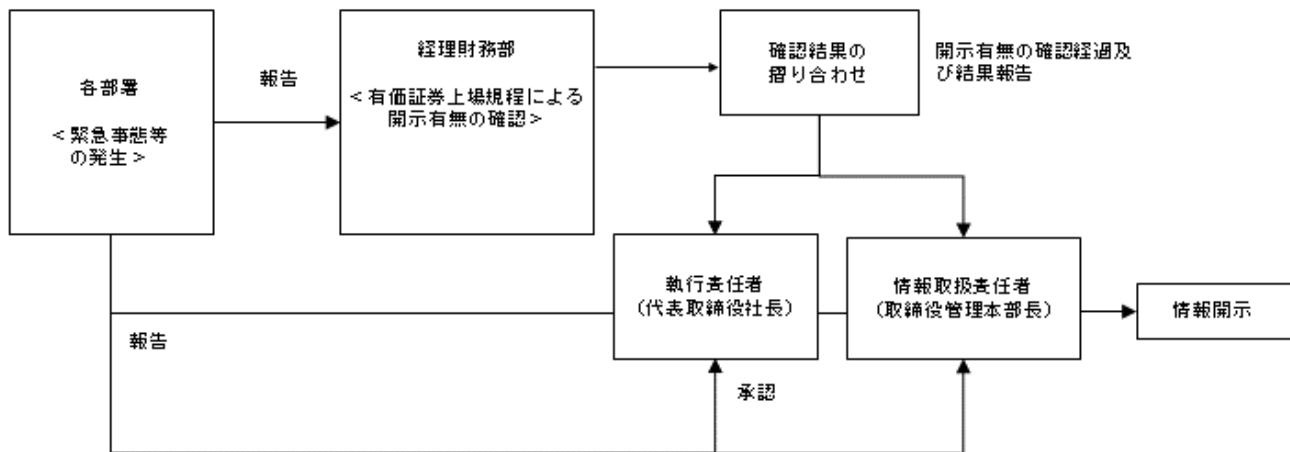 各部署
＜緊急事態等
の発生＞
報告
経理財務部
＜有価証券上場規程による
開示有無の確認＞
確認結果の
摺り合わせ
開示有無の確認経過及
び結果報告
執行責任者
（代表取締役社長）
情報取扱責任者
（取締役管理本部長）
情報開示
報告
承認